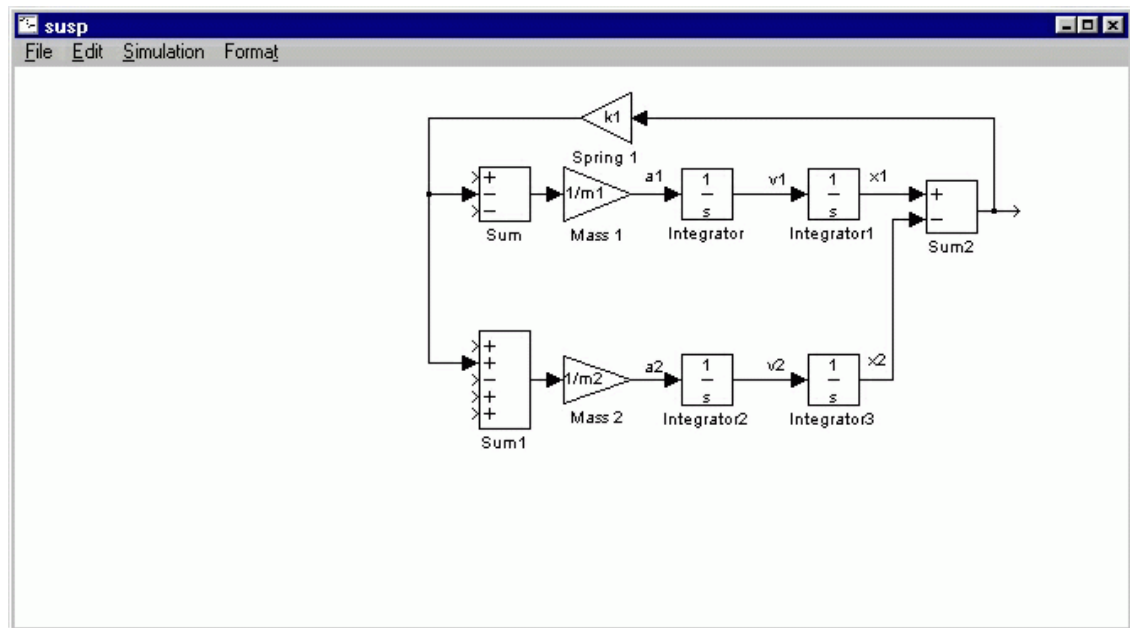 susp
File Edit Simulation Format
k1
Spring 1
+
−
−
Sum
1/m1
Mass 1
a1
1
s
Integrator
v1
1
s
Integrator1
x1
+
−
Sum2
+
+
−
+
+
Sum1
1/m2
Mass 2
a2
1
s
Integrator2
v2
1
s
Integrator3
x2